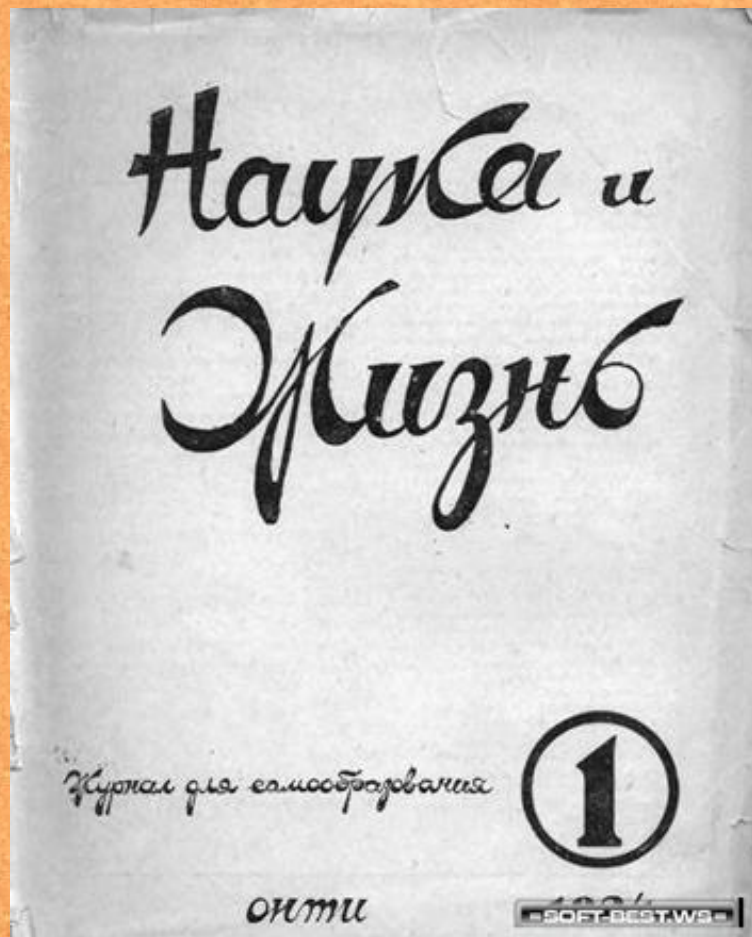 Наука и
Жизнь
Журнал для самообразования
1
ОНТИ
=SOFT-BEST.WS=